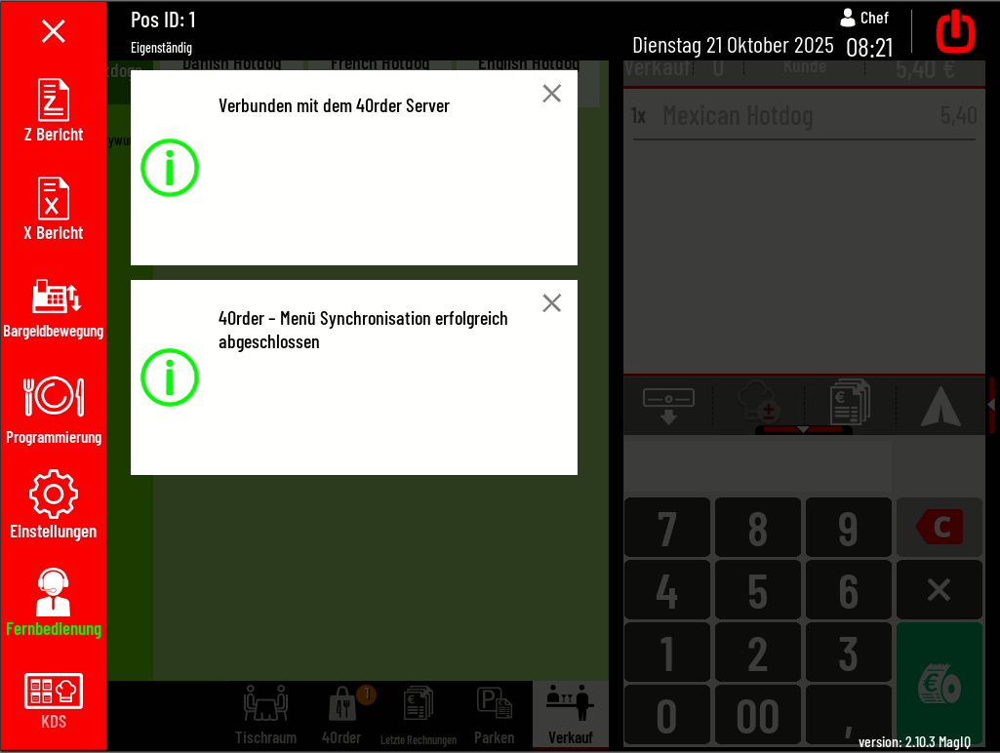 Pos ID: 1
Eigenständig
Chef
Dienstag 21 Oktober 2025 08:21
Z Bericht
X Bericht
Bargeldbewegung
Programmierung
Einstellungen
Fernbedienung
KDS
Danish Hotdog French Hotdog English Hotdog
Verbunden mit dem 4Order Server
4Order – Menü Synchronisation erfolgreich
abgeschlossen
Verkauf 0 Kunde 5,40 €
1x Mexican Hotdog 5,40
7 8 9 C
4 5 6 ×
1 2 3
0 00 ,
Tischraum
4Order
1
Letzte Rechnungen
Parken
Verkauf
version: 2.10.3 MagIQ